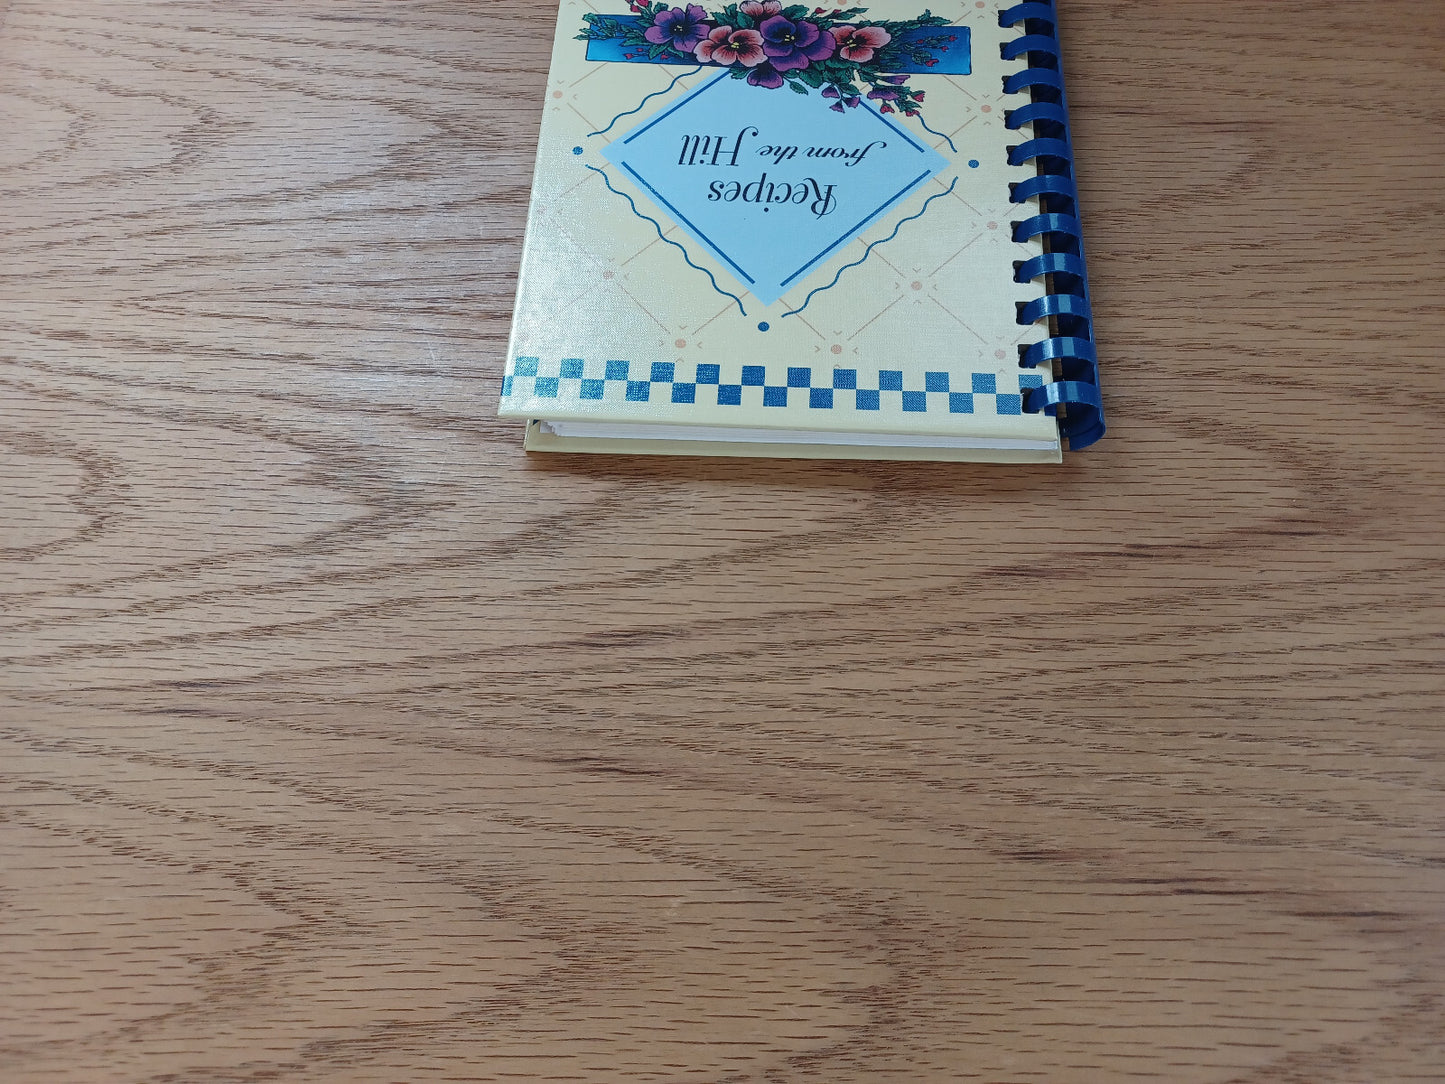 Recipes
from the Hill